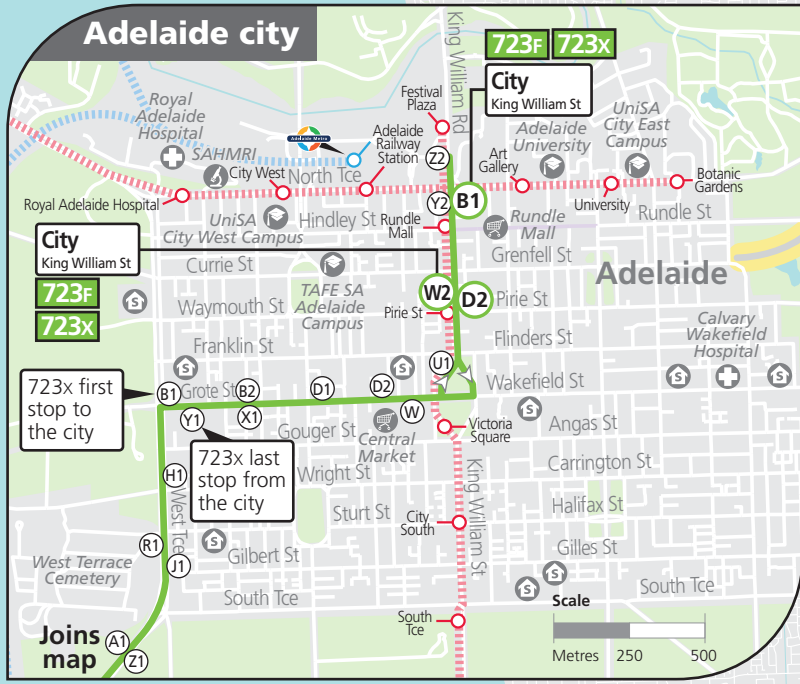 Adelaide city
King William Rd
723F 723X
City
King William St
Festival
Plaza
Royal
Adelaide
Hospital
SAHMRI
Adelaide Metro
Adelaide
Railway
Station
Z2
UniSA
City East
Campus
Adelaide
University
Art
Gallery
Botanic
Gardens
City West
North Tce
Royal Adelaide Hospital
Y2
B1
University
Rundle St
UniSA
City West Campus
Hindley St
Rundle
Mall
Rundle
Mall
City
King William St
723F
723X
Currie St
Grenfell St
TAFE SA
Adelaide
Campus
Waymouth St
W2
D2
Pirie St
Pirie St
Adelaide
Franklin St
Flinders St
Calvary
Wakefield
Hospital
U1
Wakefield St
723x first
stop to
the city
B1
Grote St
B2
D1
D2
Y1
X1
W
Gouger St
Central
Market
Victoria
Square
Angas St
723x last
stop from
the city
Wright St
Carrington St
H1
West Tce
Sturt St
City
South
King William St
Halifax St
R1
J1
Gilbert St
Gilles St
West Terrace
Cemetery
South Tce
South Tce
South
Tce
Joins
map
A1
Z1
Scale
Metres 250 500
S
S
S
S
S
S
S
S
S